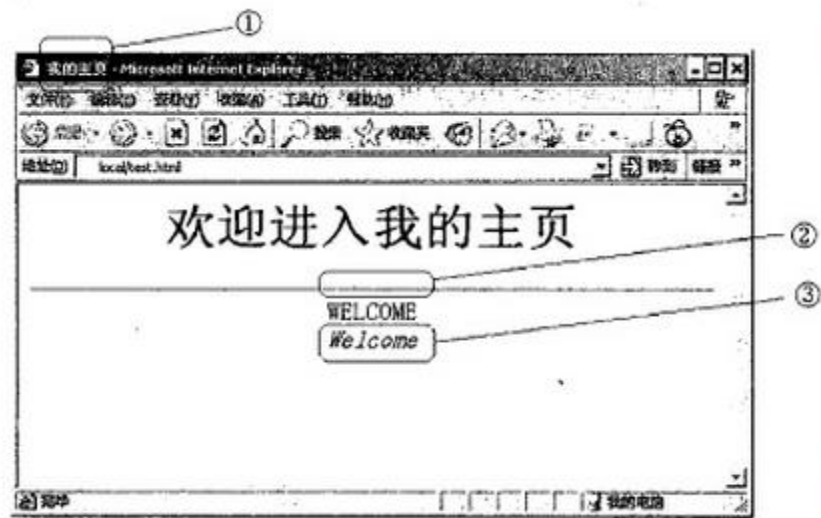 ①
我的主页 - Microsoft Internet Explorer
文件(F) 编辑(E) 查看(V) 收藏(A) 工具(T) 帮助(H)
后退 搜索 收藏夹
地址(D) local/test.html 转到 链接 »
欢迎进入我的主页
②
WELCOME
③
Welcome
完毕 我的电脑